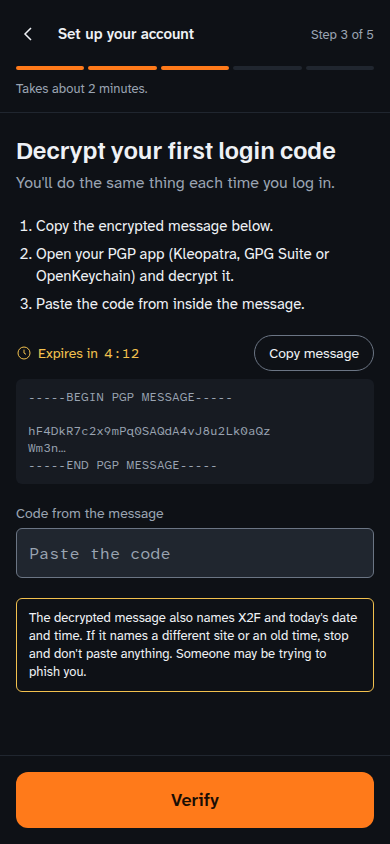 Set up your account
Step 3 of 5
Takes about 2 minutes.
Decrypt your first login code
You'll do the same thing each time you log in.
1. Copy the encrypted message below.
2. Open your PGP app (Kleopatra, GPG Suite or
OpenKeychain) and decrypt it.
3. Paste the code from inside the message.
Expires in 4:12
Copy message
-----BEGIN PGP MESSAGE-----
hF4DkR7c2x9mPq0SAQdA4vJ8u2Lk0aQz
Wm3n…
-----END PGP MESSAGE-----
Code from the message
Paste the code
The decrypted message also names X2F and today's date
and time. If it names a different site or an old time, stop
and don't paste anything. Someone may be trying to
phish you.
Verify